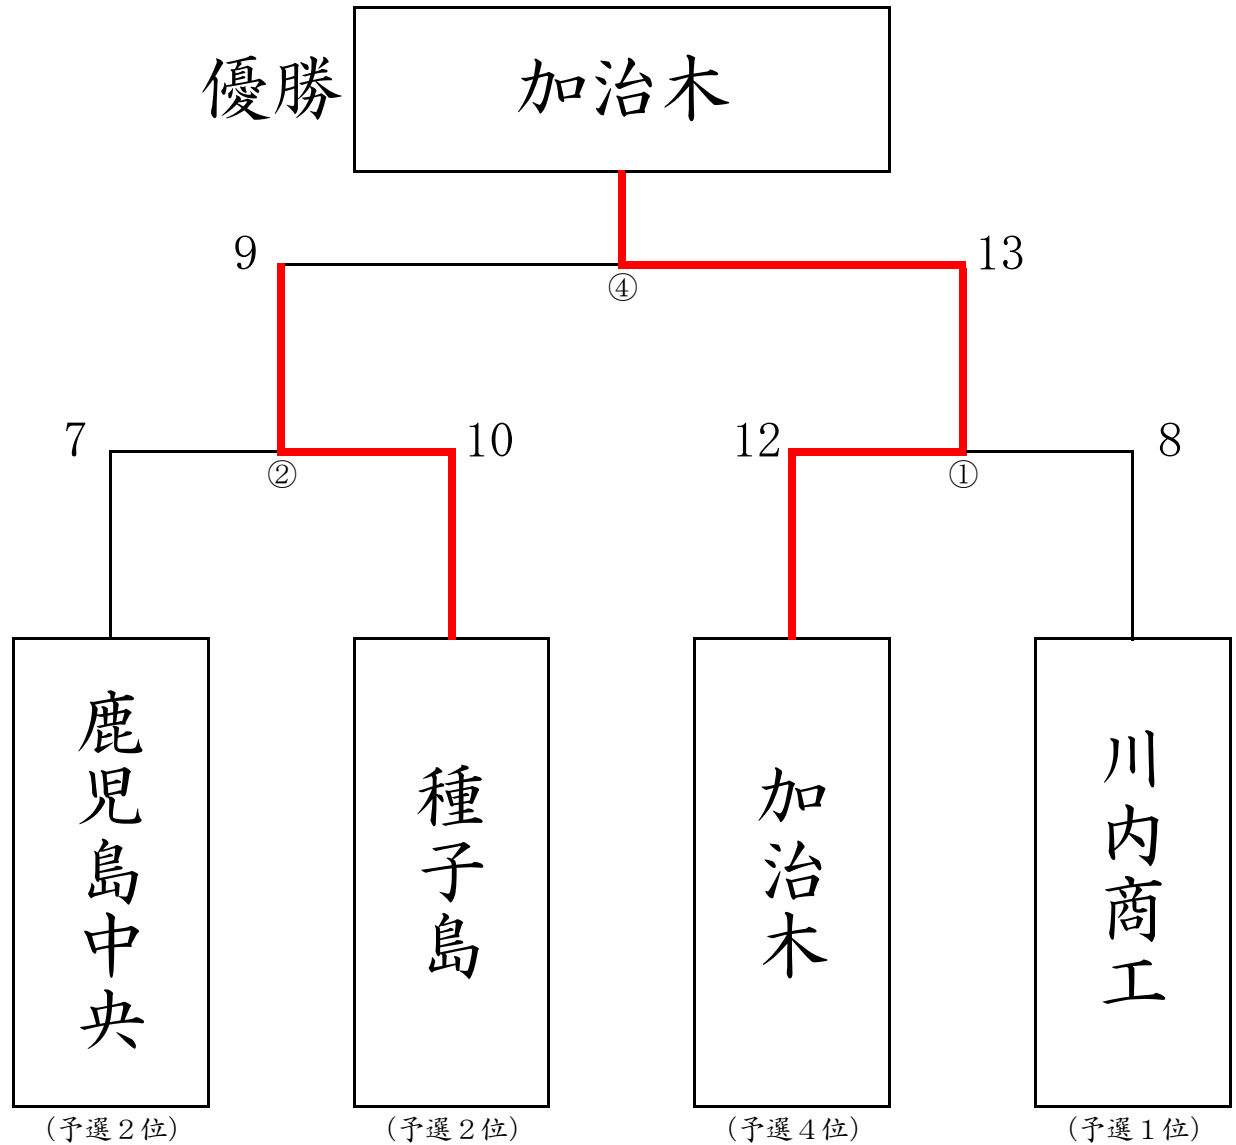 優勝
加治木
9
13
④
7
10
12
8
②
①
鹿児島中央
種子島
加治木
川内商工
(予選２位)
(予選２位)
(予選４位)
(予選１位)